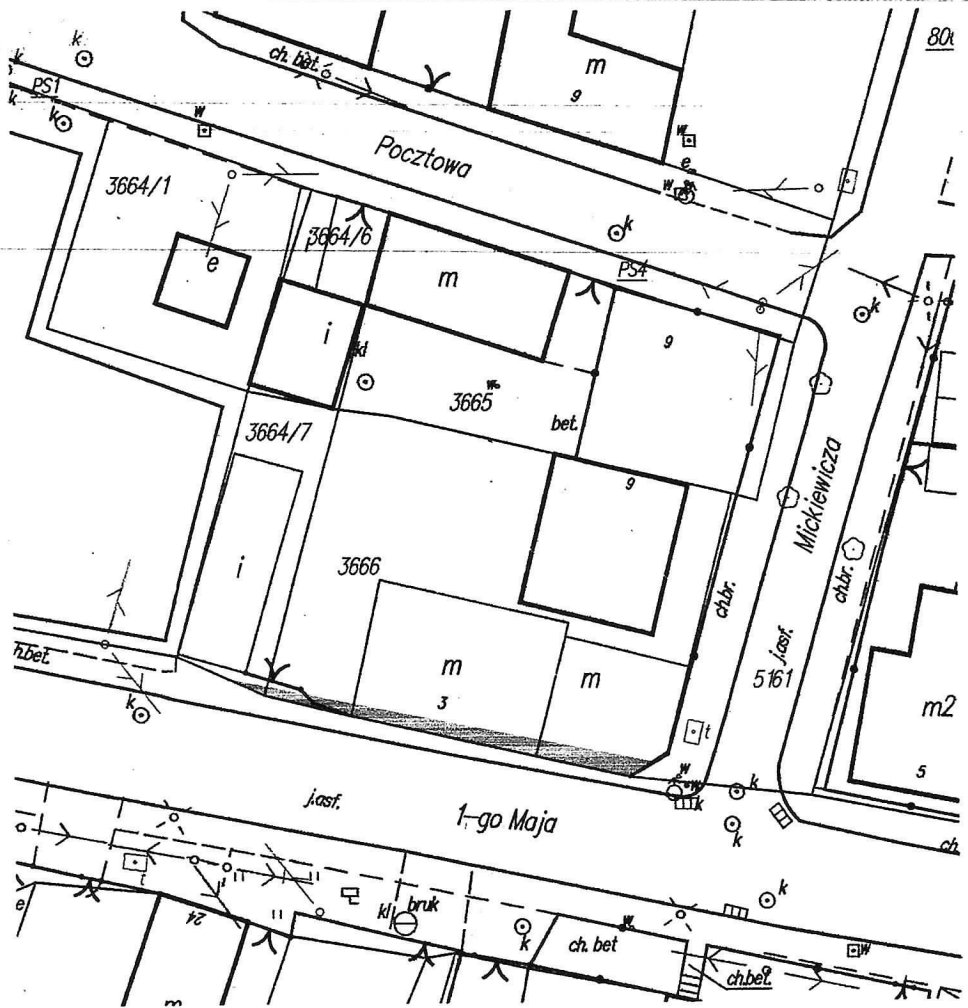 k
k
ch. bet.
m
9
80
PS1
k
k
w
w
Pocztowa
e
w
3664/1
k
3664/6
e
m
PS4
k
i
9
kl
3665
w
bet.
3664/7
9
Mickiewicza
i
3666
ch.br.
ch.br.
j.asf.
5161
h.bet.
m
m
3
m2
k
t
5
w
w
k
k
k
j.asf.
1-go Maja
ch
t
k
e
24
kl
bruk
k
ch. bet
w
w
ch.bet.
m